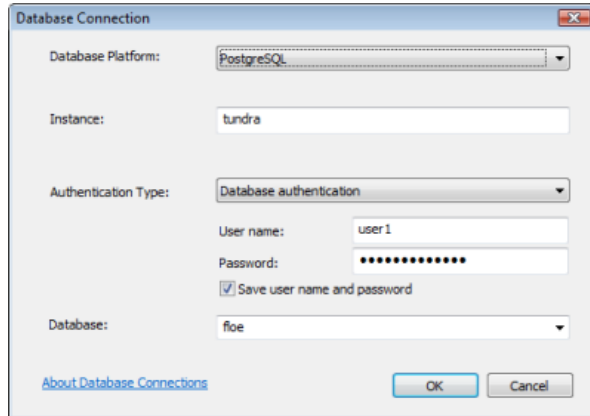 Database Connection
Database Platform: PostgreSQL
Instance: tundra
Authentication Type: Database authentication
User name: user1
Password: •••••••••••••
Save user name and password
Database: floe
About Database Connections OK Cancel